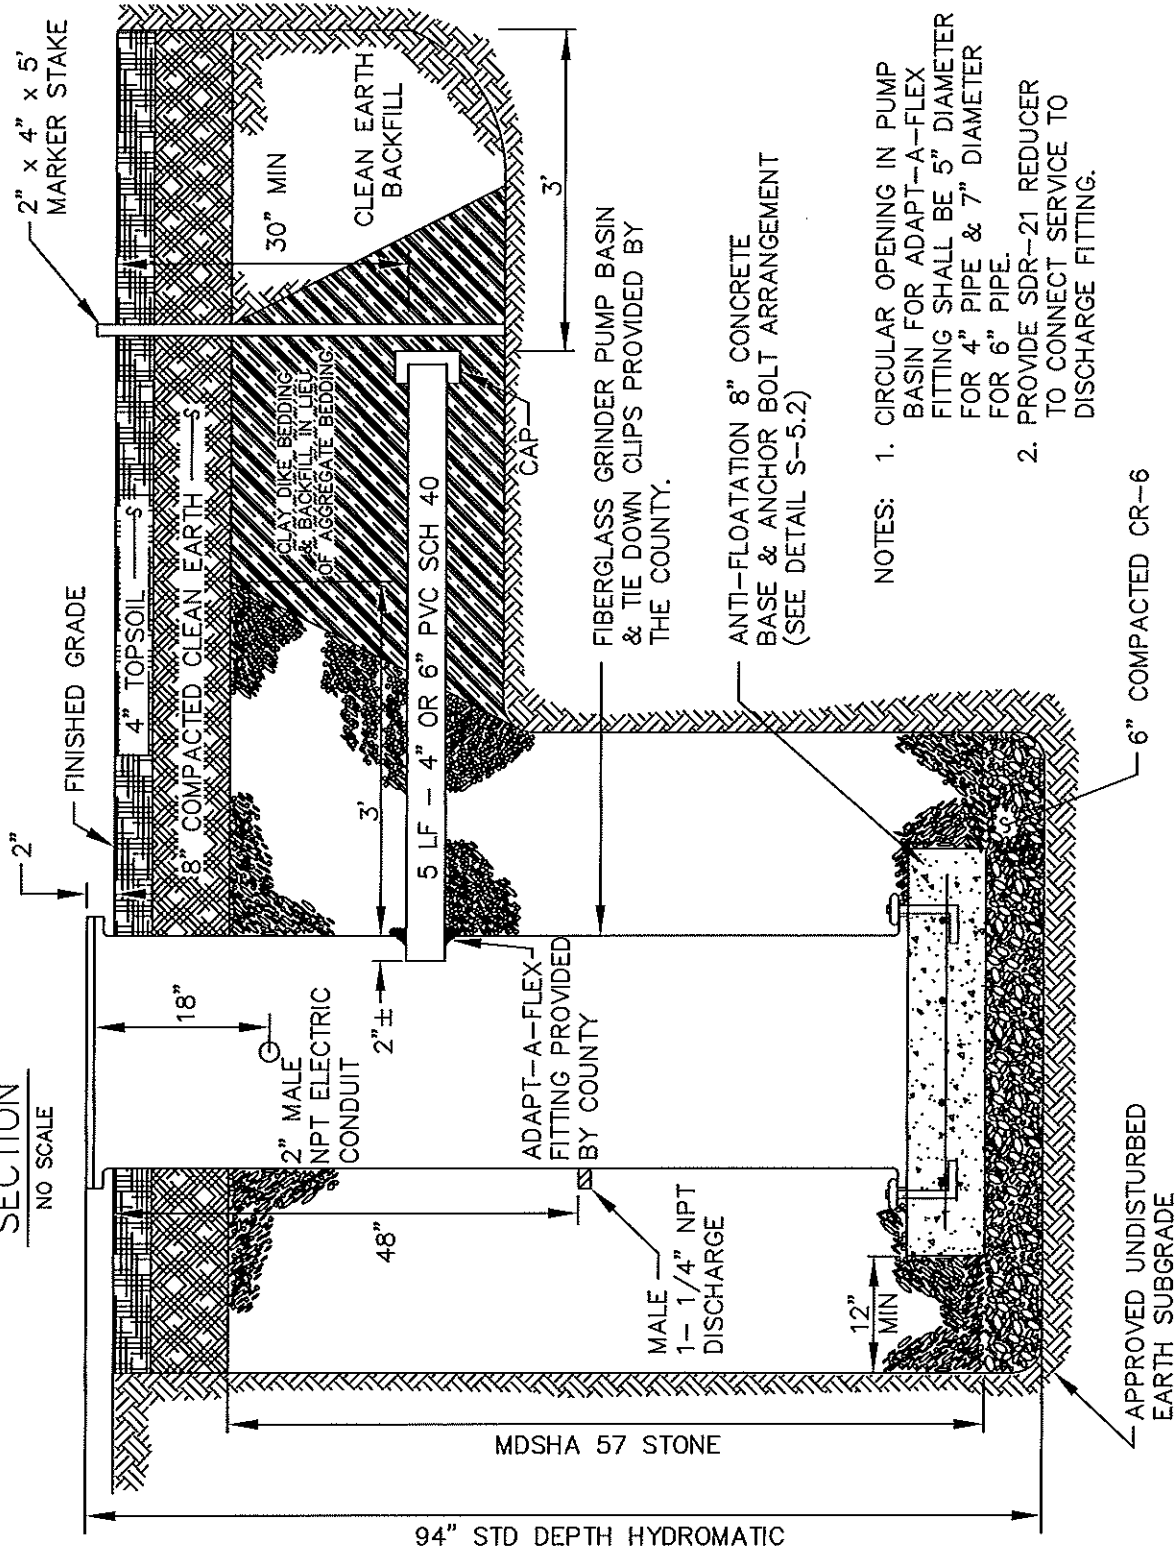 SECTION
NO SCALE
2" x 4" x 5'
MARKER STAKE
FINISHED GRADE
2"
4" TOPSOIL
S
8" COMPACTED CLEAN EARTH
S
30" MIN
CLEAN EARTH
BACKFILL
CLAY DIKE BEDDING
& BACKFILL IN LIEU
OF AGGREGATE BEDDING.
3'
3'
18"
2" MALE
NPT ELECTRIC
CONDUIT
2"±
5 LF - 4" OR 6" PVC SCH 40
CAP
ADAPT-A-FLEX
FITTING PROVIDED
BY COUNTY
48"
MALE
1- 1/4" NPT
DISCHARGE
FIBERGLASS GRINDER PUMP BASIN
& TIE DOWN CLIPS PROVIDED BY
THE COUNTY.
ANTI-FLOATATION 8" CONCRETE
BASE & ANCHOR BOLT ARRANGEMENT
(SEE DETAIL S-5.2)
12"
MIN
S
6" COMPACTED CR-6
APPROVED UNDISTURBED
EARTH SUBGRADE
MDSHA 57 STONE
94" STD DEPTH HYDROMATIC
NOTES:
1. CIRCULAR OPENING IN PUMP
BASIN FOR ADAPT-A-FLEX
FITTING SHALL BE 5" DIAMETER
FOR 4" PIPE & 7" DIAMETER
FOR 6" PIPE.
2. PROVIDE SDR-21 REDUCER
TO CONNECT SERVICE TO
DISCHARGE FITTING.